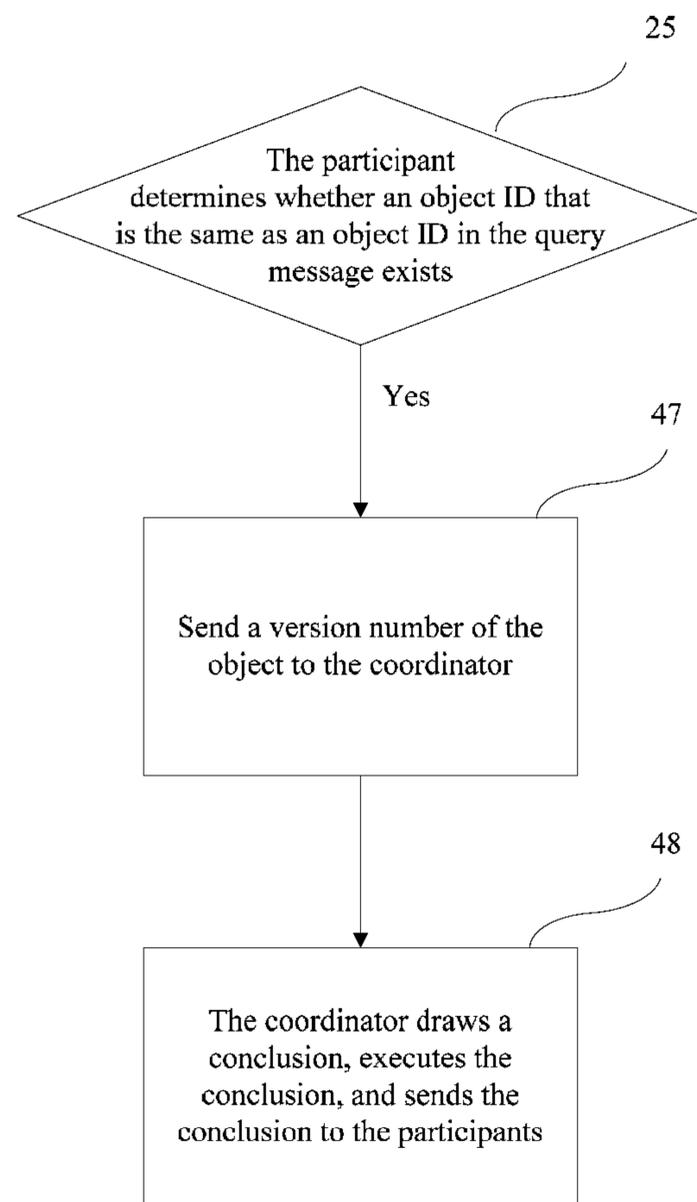 25
The participant
determines whether an object ID that
is the same as an object ID in the query
message exists
Yes
47
Send a version number of the
object to the coordinator
48
The coordinator draws a
conclusion, executes the
conclusion, and sends the
conclusion to the participants